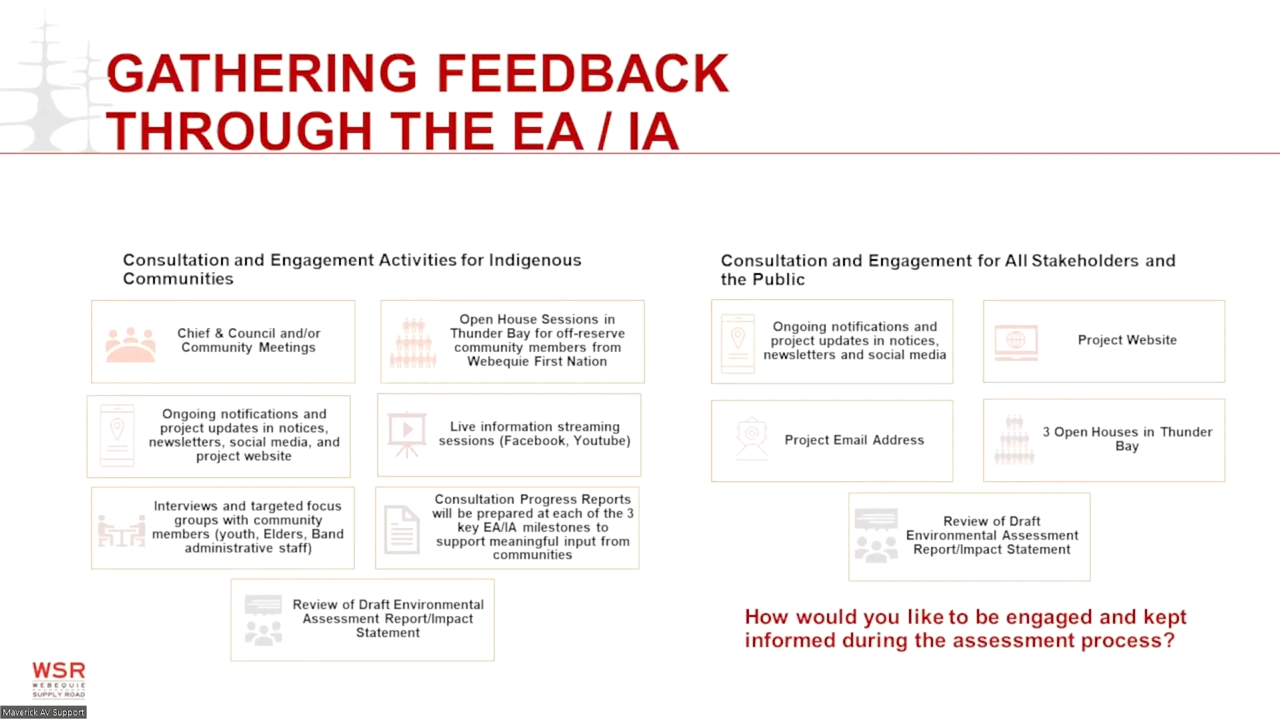 GATHERING FEEDBACK
THROUGH THE EA / IA
Consultation and Engagement Activities for Indigenous
Communities
Chief & Council and/or
Community Meetings
Open House Sessions in
Thunder Bay for off-reserve
community members from
Webequie First Nation
Ongoing notifications and
project updates in notices,
newsletters, social media, and
project website
Live information streaming
sessions (Facebook, Youtube)
Interviews and targeted focus
groups with community
members (youth, Elders, Band
administrative staff)
Consultation Progress Reports
will be prepared at each of the 3
key EA/IA milestones to
support meaningful input from
communities
Review of Draft Environmental
Assessment Report/Impact
Statement
Consultation and Engagement for All Stakeholders and
the Public
Ongoing notifications and
project updates in notices,
newsletters and social media
Project Website
Project Email Address
3 Open Houses in Thunder
Bay
Review of Draft
Environmental Assessment
Report/Impact Statement
How would you like to be engaged and kept
informed during the assessment process?
WSR
WEBEQUIE
SUPPLY ROAD
Maverick AV Support